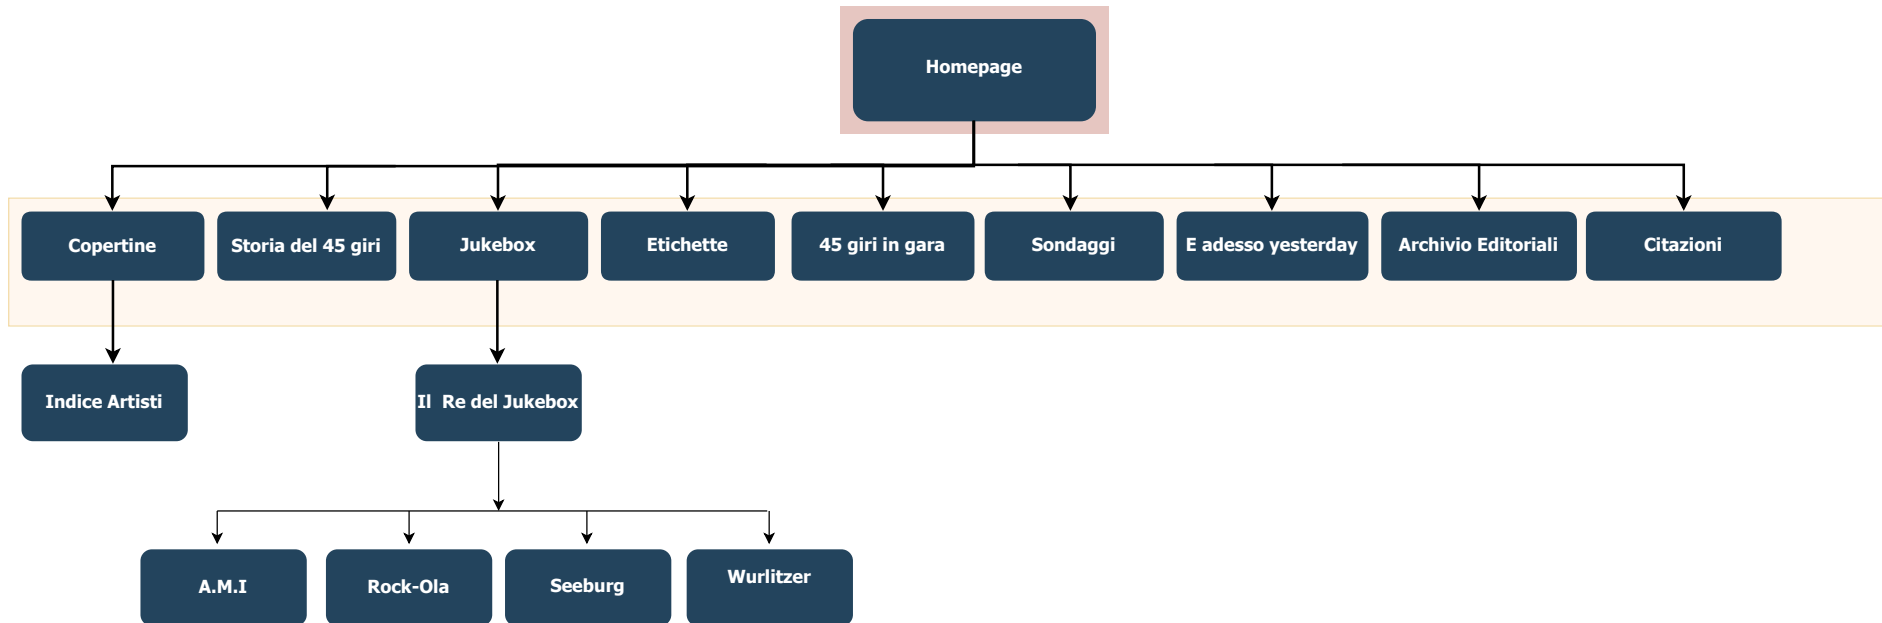 Homepage
Copertine
Storia del 45 giri
Jukebox
Etichette
45 giri in gara
Sondaggi
E adesso yesterday
Archivio Editoriali
Citazioni
Indice Artisti
Il  Re del Jukebox
A.M.I
Rock-Ola
Seeburg
Wurlitzer